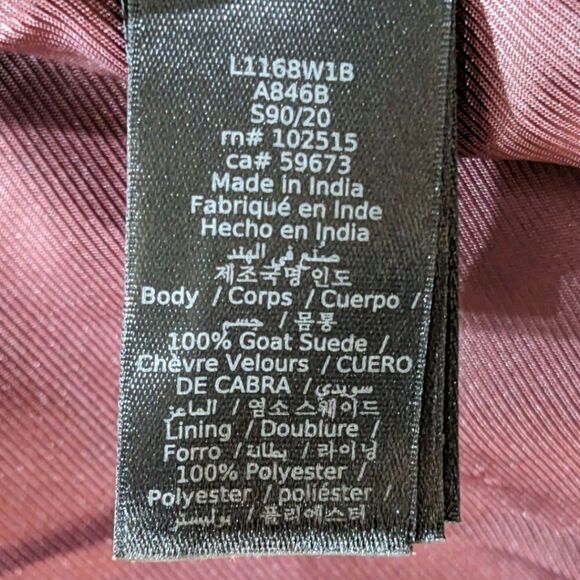 L1168W1B
A846B
S90/20
rn# 102515
ca# 59673
Made in India
Fabriqué en Inde
Hecho en India
صنع في الهند
제조국명 인도
Body / Corps / Cuerpo /
جسم / 몸통
100% Goat Suede /
Chèvre Velours / CUERO
DE CABRA / سويدي
الماعز / 염소 스웨이드
Lining / Doublure /
Forro / بطانة / 라이닝
100% Polyester /
Polyester / poliéster /
بوليستر / 폴리에스터